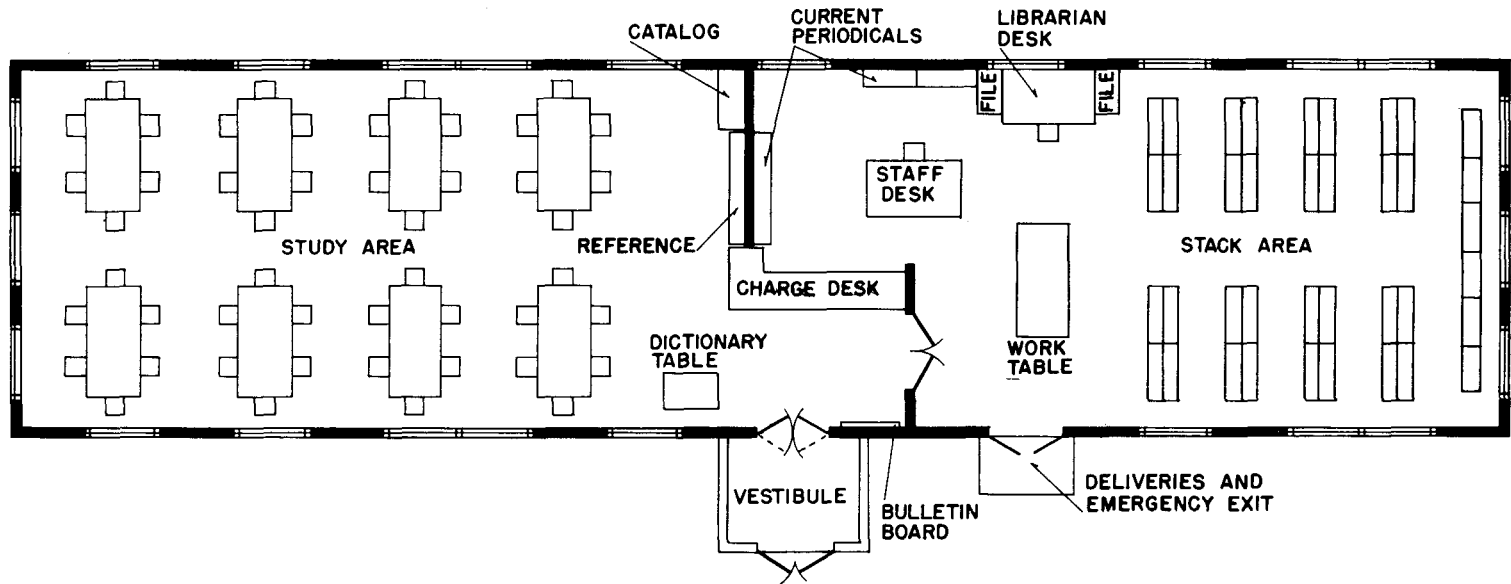 CATALOG
CURRENT
PERIODICALS
LIBRARIAN
DESK
FILE
FILE
STAFF
DESK
STUDY AREA
REFERENCE
STACK AREA
CHARGE DESK
DICTIONARY
TABLE
WORK
TABLE
VESTIBULE
BULLETIN
BOARD
DELIVERIES AND
EMERGENCY EXIT